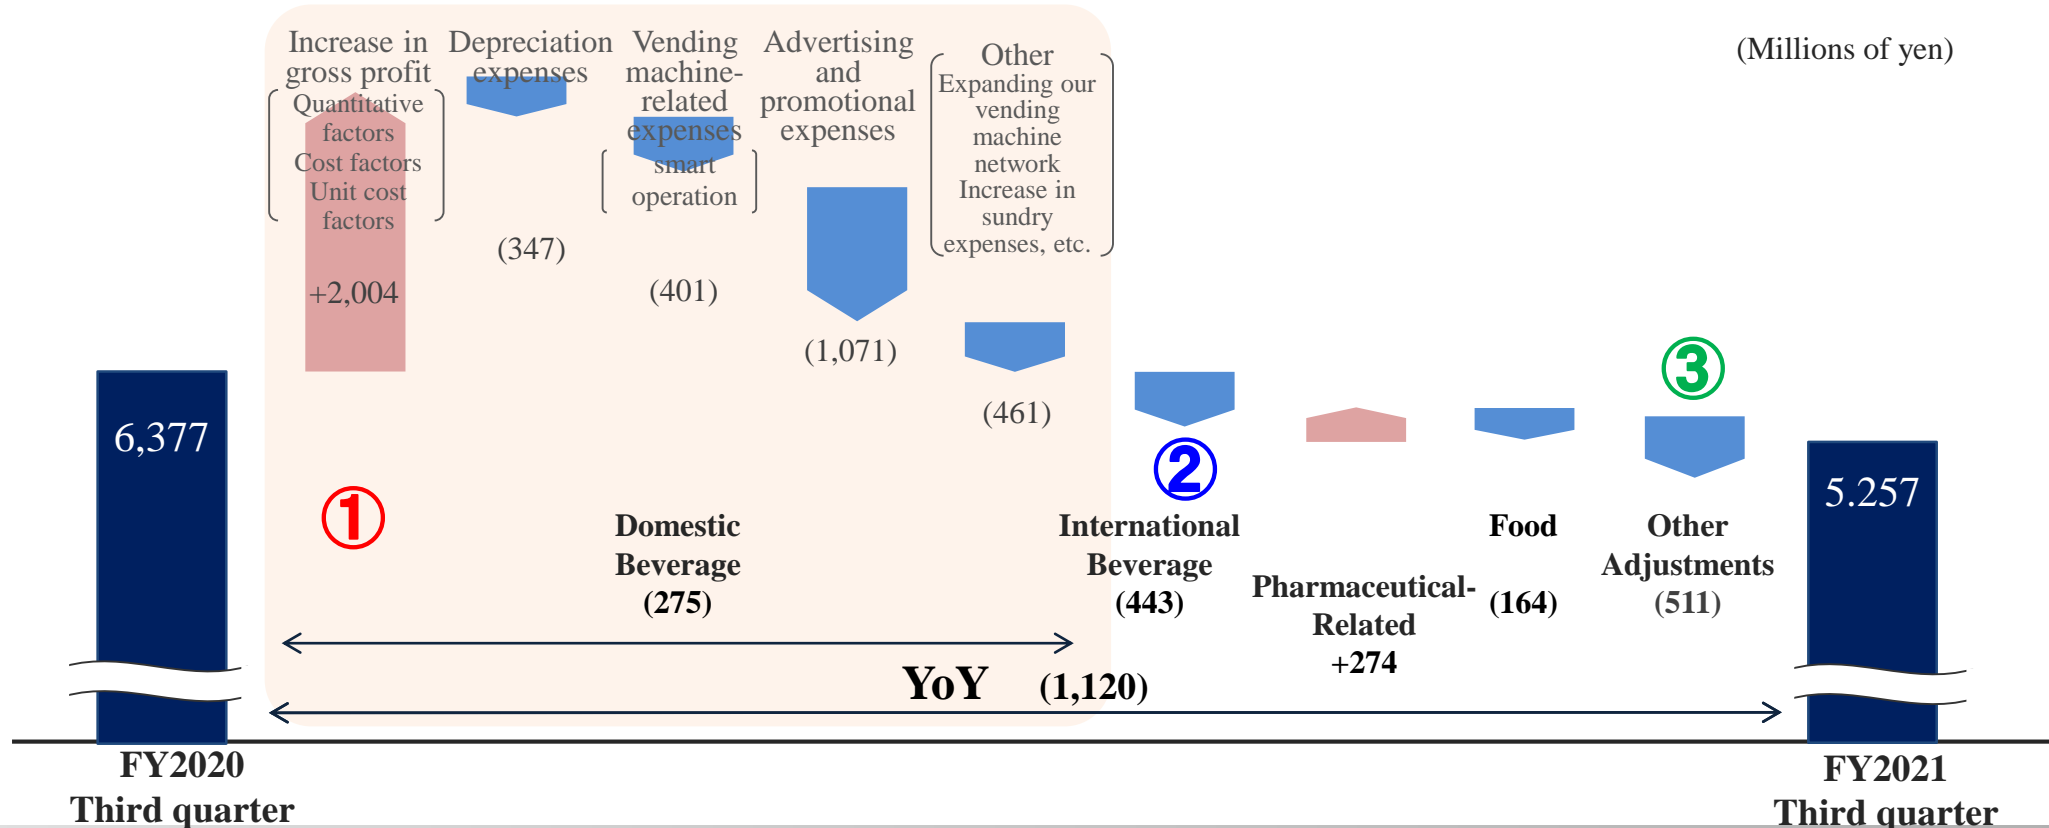 (Millions of yen)
Increase in
gross profit
Quantitative
factors
Cost factors
Unit cost
factors
+2,004
Depreciation
expenses
(347)
Vending
machine-
related
expenses
smart
operation
(401)
Advertising
and
promotional
expenses
(1,071)
Other
Expanding our
vending
machine
network
Increase in
sundry
expenses, etc.
(461)
6,377
①
Domestic
Beverage
(275)
②
International
Beverage
(443)
Pharmaceutical-
Related
+274
Food
(164)
③
Other
Adjustments
(511)
5.257
YoY (1,120)
FY2020
Third quarter
FY2021
Third quarter